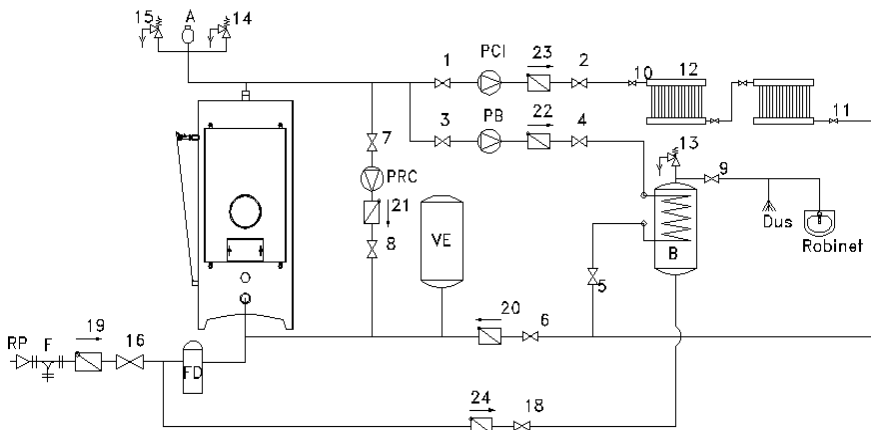 15 A 14
1 PCI 23 2 10 12 11
3 PB 22 4
7 13 9
PRC
21
8 VE B Dus Robinet
5
20 6
RP F 19 16
FD
24 18